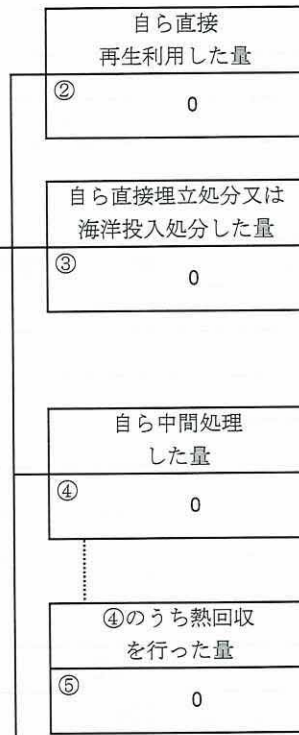 自ら直接
再生利用した量
②
0
自ら直接埋立処分又は
海洋投入処分した量
③
0
自ら中間処理
した量
④
0
④のうち熱回収
を行った量
⑤
0